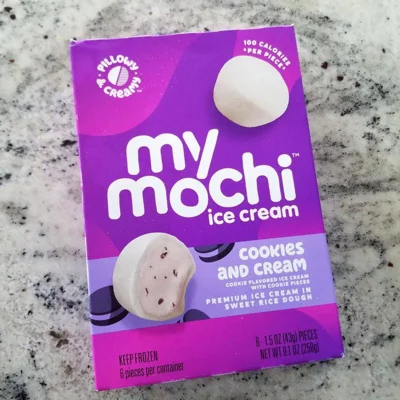 PILLOWY
& CREAMY
100 CALORIES
• PER PIECE •
my
mochi™
ice cream
COOKIES
AND CREAM
COOKIE FLAVORED ICE CREAM
WITH COOKIE PIECES
PREMIUM ICE CREAM IN
SWEET RICE DOUGH
KEEP FROZEN
6 pieces per container
6 - 1.5 OZ (43g) PIECES
NET WT 9.1 OZ (258g)